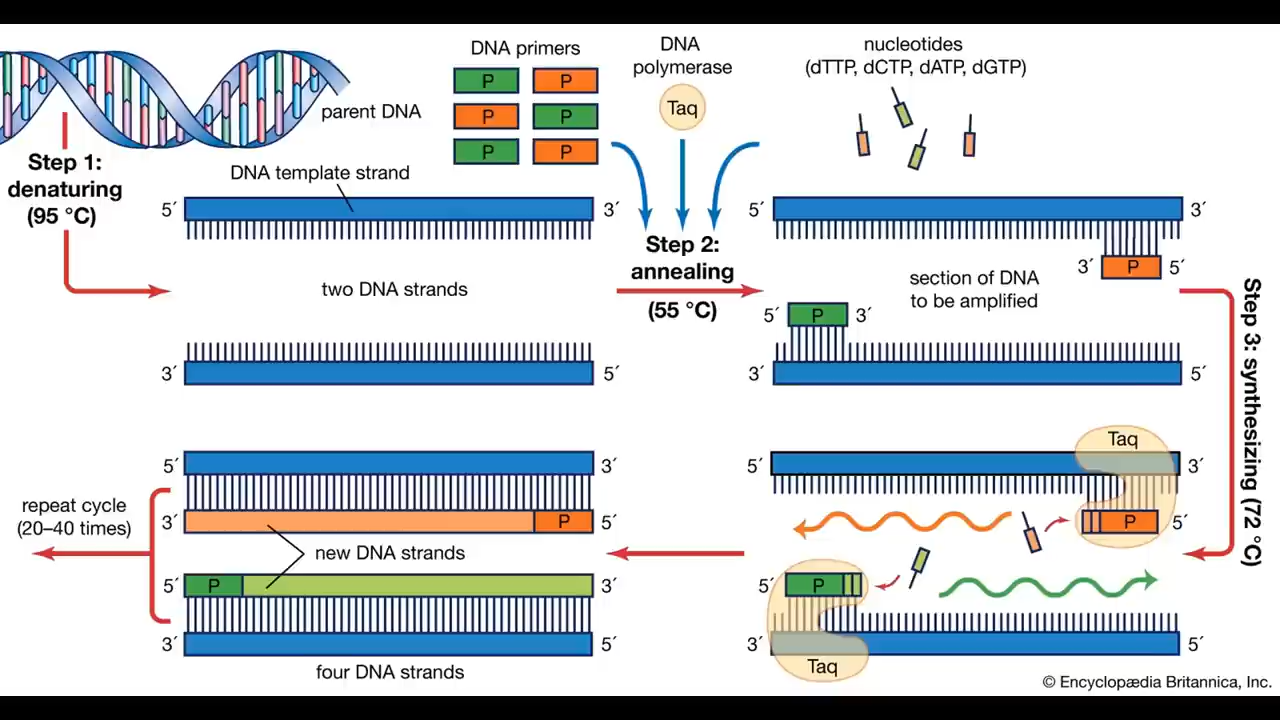 DNA primers
P
P
P
P
P
P
DNA
polymerase
Taq
nucleotides
(dTTP, dCTP, dATP, dGTP)
parent DNA
Step 1:
denaturing
(95 °C)
DNA template strand
5′
3′
two DNA strands
3′
5′
Step 2:
annealing
(55 °C)
5′
3′
3′
P
5′
section of DNA
to be amplified
5′
P
3′
3′
5′
Step 3: synthesizing (72 °C)
Taq
5′
3′
P
5′
5′
P
3′
5′
Taq
5′
3′
3′
P
5′
new DNA strands
5′
P
3′
3′
5′
four DNA strands
repeat cycle
(20–40 times)
© Encyclopædia Britannica, Inc.